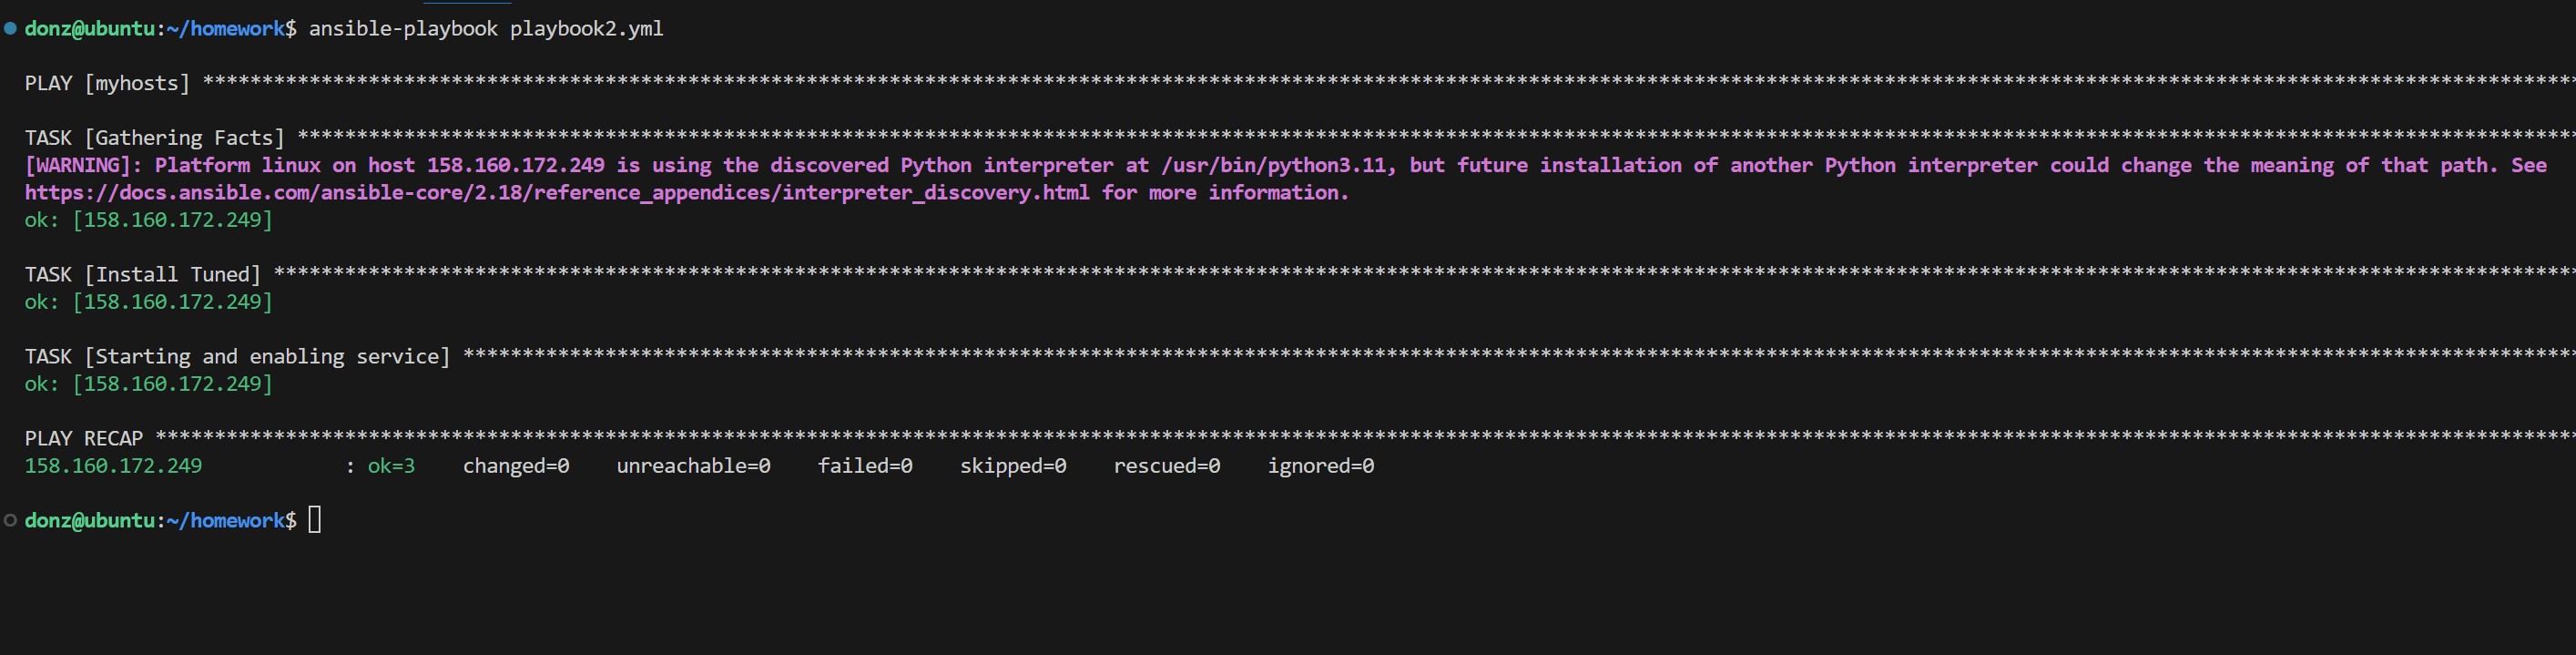 donz@ubuntu:~/homework$ ansible-playbook playbook2.yml
PLAY [myhosts] ****************************************************************************************************************************************************************************************************
TASK [Gathering Facts] ********************************************************************************************************************************************************************************************
[WARNING]: Platform linux on host 158.160.172.249 is using the discovered Python interpreter at /usr/bin/python3.11, but future installation of another Python interpreter could change the meaning of that path. See
https://docs.ansible.com/ansible-core/2.18/reference_appendices/interpreter_discovery.html for more information.
ok: [158.160.172.249]
TASK [Install Tuned] **********************************************************************************************************************************************************************************************
ok: [158.160.172.249]
TASK [Starting and enabling service] ******************************************************************************************************************************************************************************
ok: [158.160.172.249]
PLAY RECAP ********************************************************************************************************************************************************************************************************
158.160.172.249            : ok=3    changed=0    unreachable=0    failed=0    skipped=0    rescued=0    ignored=0
donz@ubuntu:~/homework$